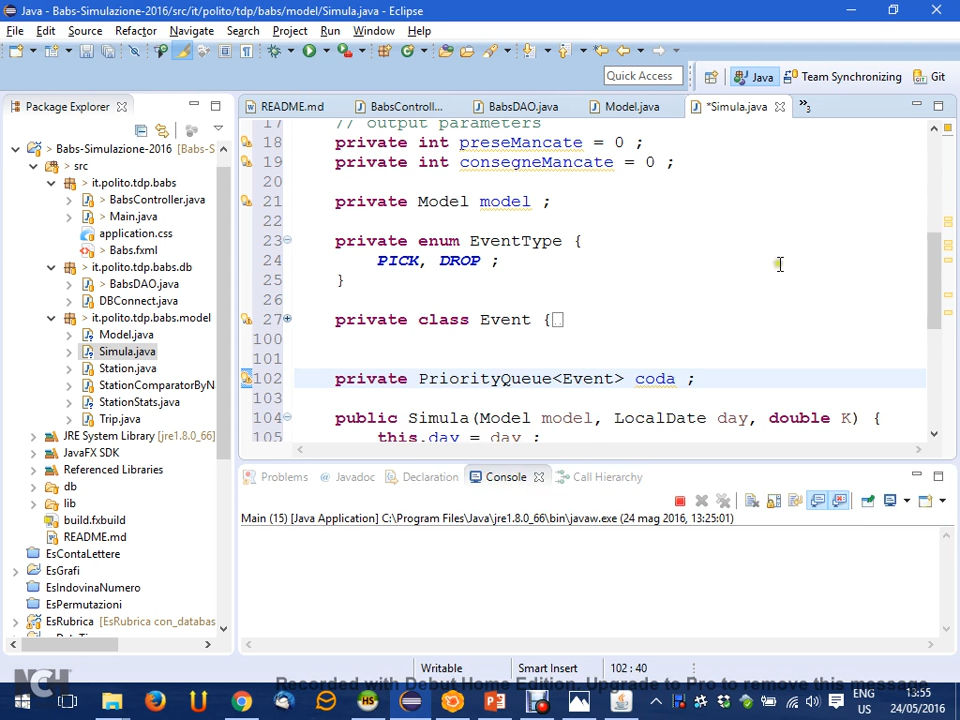 Java - Babs-Simulazione-2016/src/it/polito/tdp/babs/model/Simula.java - Eclipse
File Edit Source Refactor Navigate Search Project Run Window Help
Quick Access
Java
Team Synchronizing
Git
Package Explorer
README.md
BabsControll...
BabsDAO.java
Model.java
*Simula.java
»3
> Babs-Simulazione-2016 [Babs-S
> src
it.polito.tdp.babs
> BabsController.java
> Main.java
application.css
> Babs.fxml
it.polito.tdp.babs.db
> BabsDAO.java
DBConnect.java
it.polito.tdp.babs.model
Model.java
Simula.java
Station.java
StationComparatorByN
StationStats.java
Trip.java
JRE System Library [jre1.8.0_66]
JavaFX SDK
Referenced Libraries
db
lib
build.fxbuild
README.md
EsContaLettere
EsGrafi
EsIndovinaNumero
EsPermutazioni
EsRubrica [EsRubrica con_databas
17 // output parameters
18 private int preseMancate = 0 ;
19 private int consegneMancate = 0 ;
20
21 private Model model ;
22
23 private enum EventType {
24 PICK, DROP ;
25 }
26
27 private class Event {
100
101
102 private PriorityQueue<Event> coda ;
103
104 public Simula(Model model, LocalDate day, double K) {
105 this.day = day ;
Problems
@ Javadoc
Declaration
Console
Call Hierarchy
Main (15) [Java Application] C:\Program Files\Java\jre1.8.0_66\bin\javaw.exe (24 mag 2016, 13:25:01)
Writable
Smart Insert
102 : 40
NCH
Recorded with Debut Home Edition. Upgrade to Pro to remove this message
ENG
US
13:55
24/05/2016